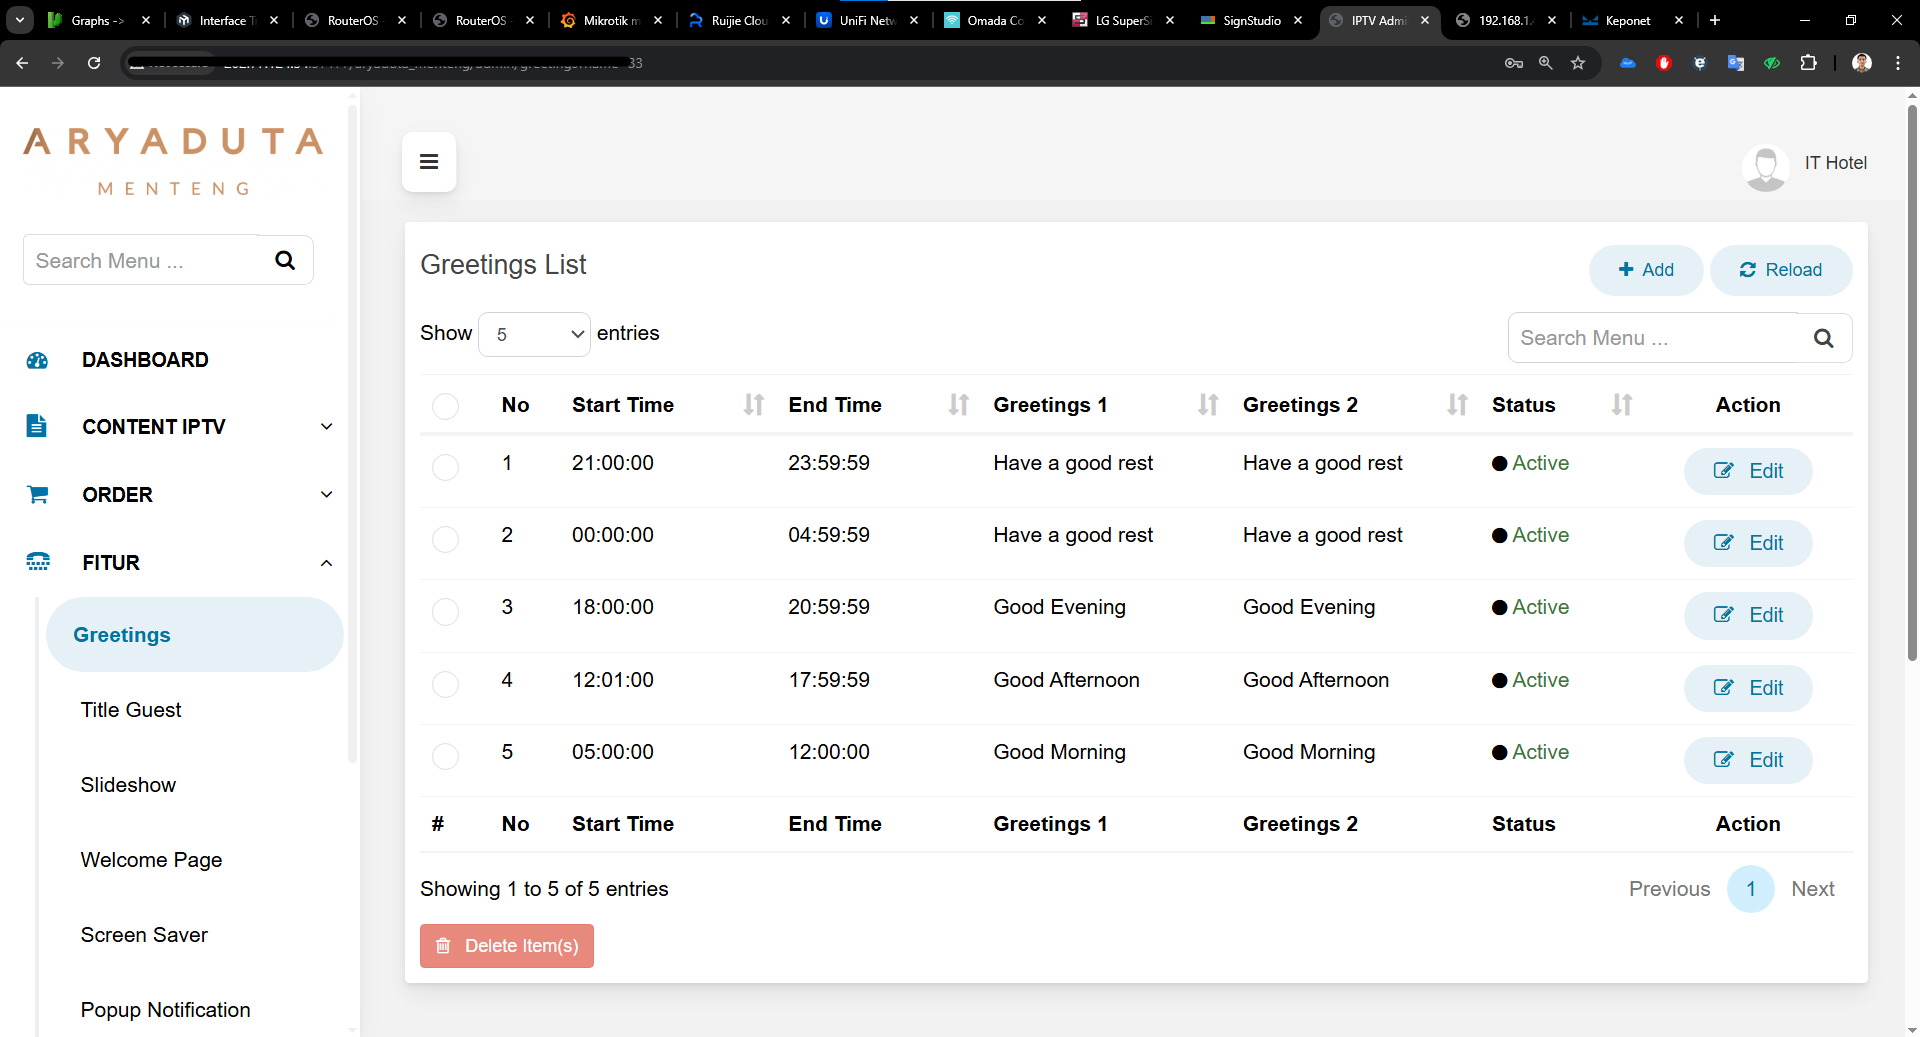 Graphs ->
Interface T
RouterOS
RouterOS
Mikrotik m
Ruijie Clou
UniFi Netw
Omada Co
LG SuperSi
SignStudio
IPTV Admi
192.168.1.
Keponet
33
ARYADUTA
MENTENG
Search Menu ...
DASHBOARD
CONTENT IPTV
ORDER
FITUR
Greetings
Title Guest
Slideshow
Welcome Page
Screen Saver
Popup Notification
IT Hotel
Greetings List
Add
Reload
Show 5 entries
Search Menu ...
No Start Time End Time Greetings 1 Greetings 2 Status Action
1 21:00:00 23:59:59 Have a good rest Have a good rest Active Edit
2 00:00:00 04:59:59 Have a good rest Have a good rest Active Edit
3 18:00:00 20:59:59 Good Evening Good Evening Active Edit
4 12:01:00 17:59:59 Good Afternoon Good Afternoon Active Edit
5 05:00:00 12:00:00 Good Morning Good Morning Active Edit
# No Start Time End Time Greetings 1 Greetings 2 Status Action
Showing 1 to 5 of 5 entries
Previous 1 Next
Delete Item(s)